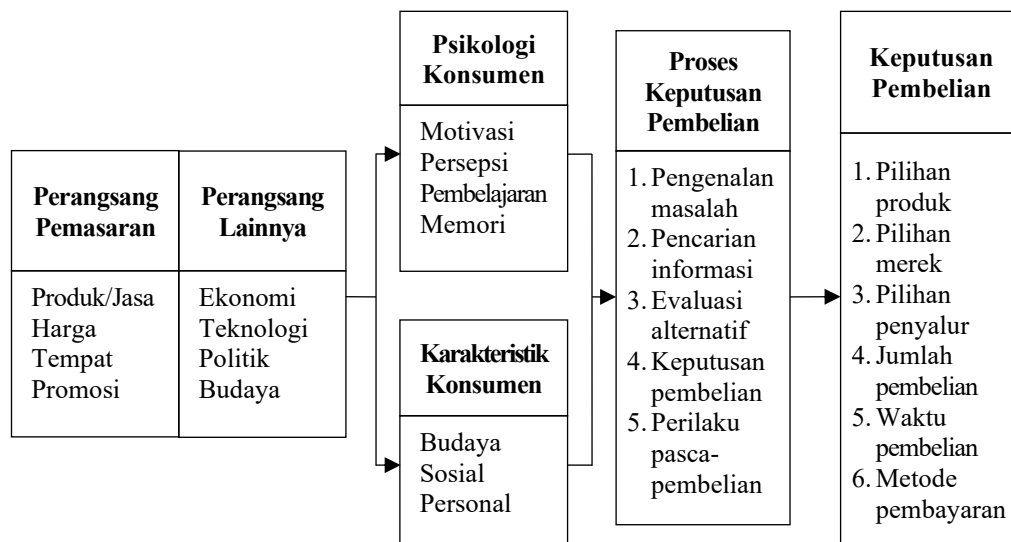 Perangsang
Pemasaran
Produk/Jasa
Harga
Tempat
Promosi
Perangsang
Lainnya
Ekonomi
Teknologi
Politik
Budaya
Psikologi
Konsumen
Motivasi
Persepsi
Pembelajaran
Memori
Karakteristik
Konsumen
Budaya
Sosial
Personal
Proses
Keputusan
Pembelian
1. Pengenalan
masalah
2. Pencarian
informasi
3. Evaluasi
alternatif
4. Keputusan
pembelian
5. Perilaku
pasca-
pembelian
Keputusan
Pembelian
1. Pilihan
produk
2. Pilihan
merek
3. Pilihan
penyalur
4. Jumlah
pembelian
5. Waktu
pembelian
6. Metode
pembayaran